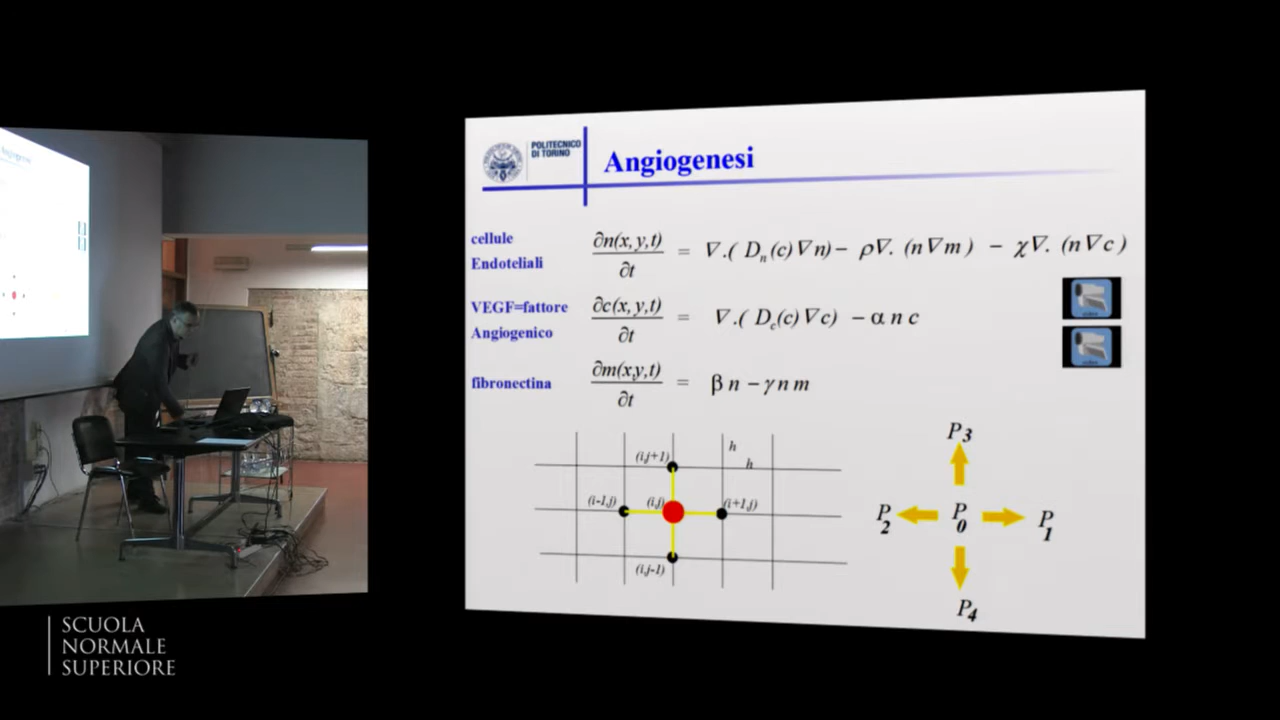 POLITECNICO
DI TORINO
Angiogenesi
cellule
Endoteliali
∂n(x,y,t)/∂t = ∇.( Dₙ(c)∇n) − ρ∇. (n∇m ) − χ∇. (n∇c )
VEGF=fattore
Angiogenico
∂c(x,y,t)/∂t = ∇.( D꜀(c)∇c) − α n c
fibronectina
∂m(x,y,t)/∂t = β n − γ n m
(i,j+1)
h
h
(i-1,j)
(i,j)
(i+1,j)
(i,j-1)
P3
P2
P0
P1
P4
SCUOLA
NORMALE
SUPERIORE